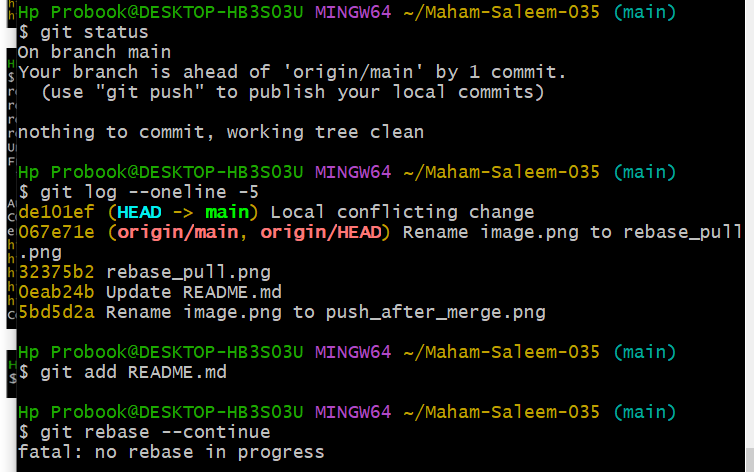 Hp Probook@DESKTOP-HB3SO3U MINGW64 ~/Maham-Saleem-035 (main)
$ git status
On branch main
Your branch is ahead of 'origin/main' by 1 commit.
  (use "git push" to publish your local commits)
nothing to commit, working tree clean
Hp Probook@DESKTOP-HB3SO3U MINGW64 ~/Maham-Saleem-035 (main)
$ git log --oneline -5
de101ef (HEAD -> main) Local conflicting change
067e71e (origin/main, origin/HEAD) Rename image.png to rebase_pull
.png
32375b2 rebase_pull.png
0eab24b Update README.md
5bd5d2a Rename image.png to push_after_merge.png
Hp Probook@DESKTOP-HB3SO3U MINGW64 ~/Maham-Saleem-035 (main)
$ git add README.md
Hp Probook@DESKTOP-HB3SO3U MINGW64 ~/Maham-Saleem-035 (main)
$ git rebase --continue
fatal: no rebase in progress